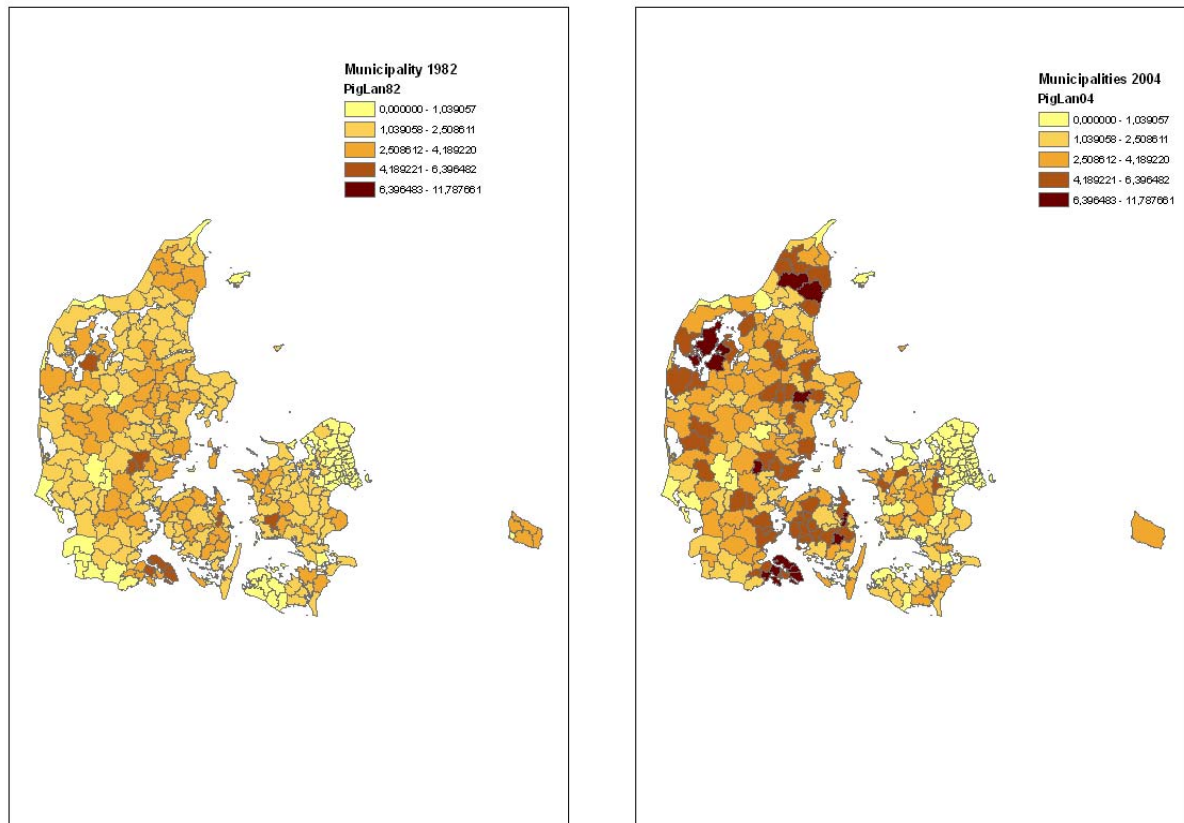 Municipality 1982
PigLan82
0,000000 - 1,039057
1,039058 - 2,508611
2,508612 - 4,189220
4,189221 - 6,396482
6,396483 - 11,787661
Municipalities 2004
PigLan04
0,000000 - 1,039057
1,039058 - 2,508611
2,508612 - 4,189220
4,189221 - 6,396482
6,396483 - 11,787661